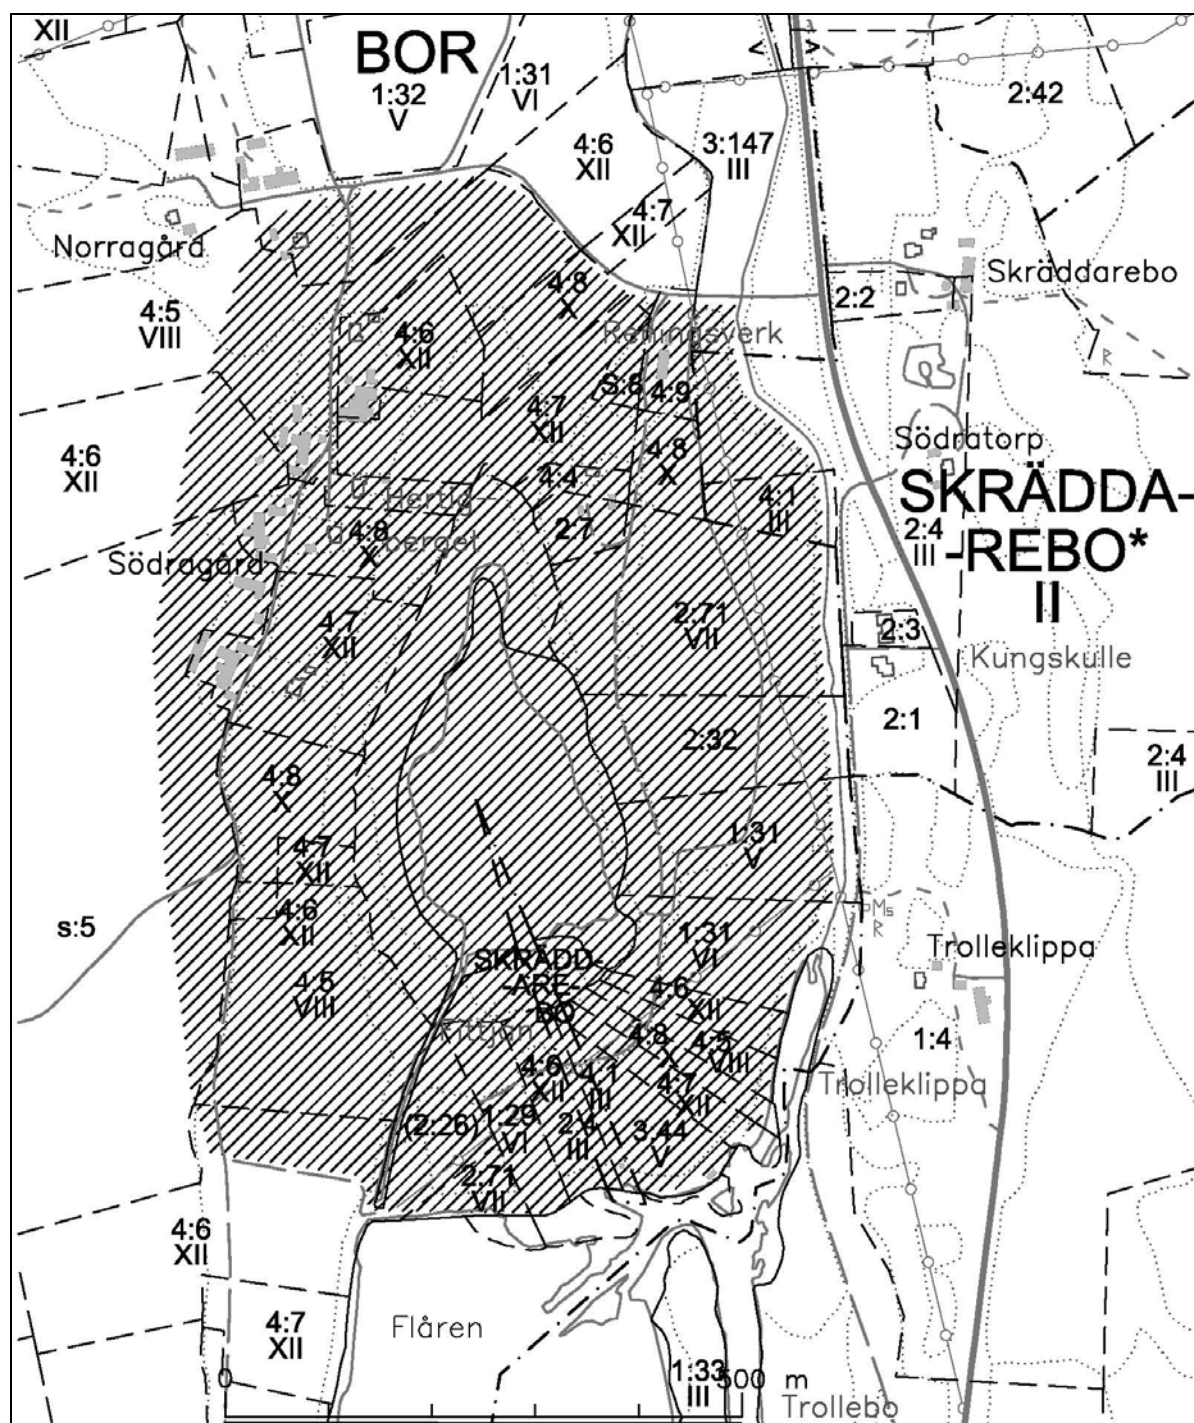 XII
BOR
1:32
V
1:31
VI
2:42
4:6
XII
3:147
III
4:7
XII
Norragård
Skräddarebo
4:8
X
2:2
4:5
VIII
4:6
XII
Reningsverk
R
S:8
4:9
4:7
XII
Södratorp
4:8
X
4:6
XII
4:4
4:1
III
SKRÄDDA-
-REBO*
II
Hertig-
berget
4:8
X
2:7
2:4
III
Södragård
4:7
XII
2:71
VII
2:3
Kungskulle
2:1
2:32
2:4
III
4:8
X
1:31
V
4:7
XII
4:6
XII
Ms
R
s:5
1:31
VI
Trolleklippa
SKRÄDD-
-ARE-
BO
4:5
VIII
4:6
XII
Kittjan
4:8
X
4:5
VIII
1:4
4:6
XII
4:1
III
4:7
XII
Trolleklippa
(2:26)
1:29
VI
2:4
III
3:44
V
2:71
VII
4:6
XII
4:7
XII
Flåren
1:33
III
0
500 m
Trollebo